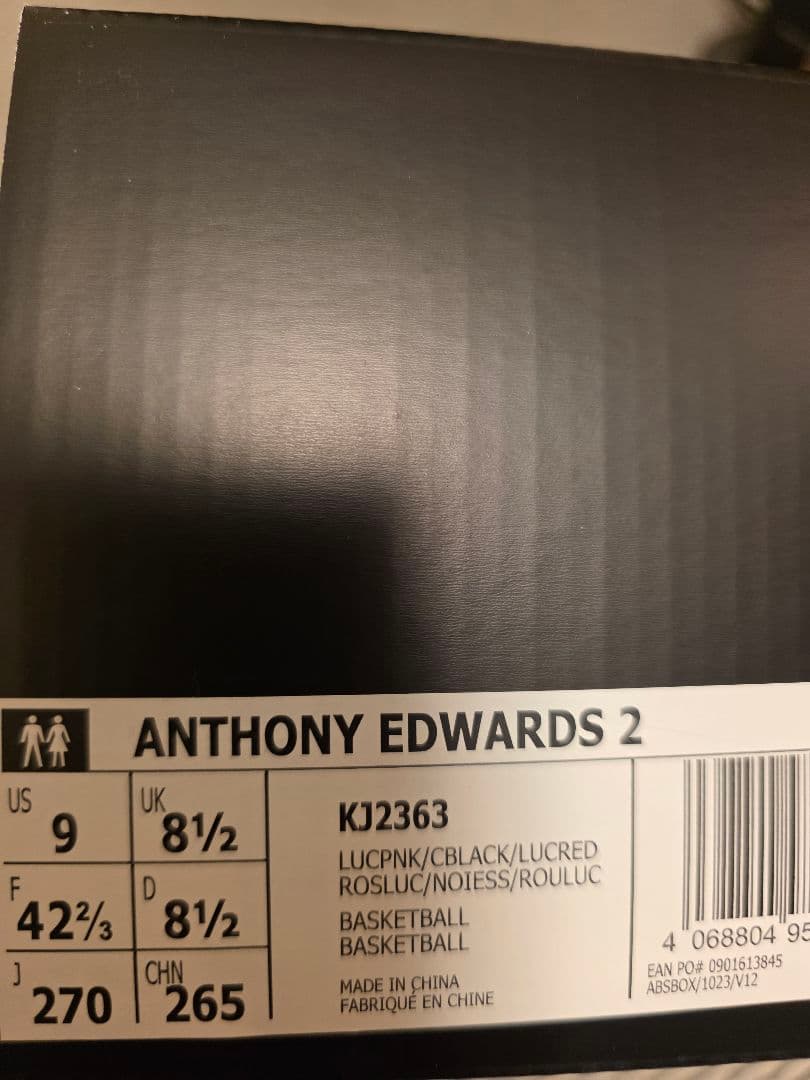 ANTHONY EDWARDS 2
US 9 UK 8½
F 42⅔ D 8½
J 270 CHN 265
KJ2363
LUCPNK/CBLACK/LUCRED
ROSLUC/NOIESS/ROULUC
BASKETBALL
BASKETBALL
MADE IN CHINA
FABRIQUÉ EN CHINE
4 068804 95
EAN PO# 0901613845
ABSBOX/1023/V12